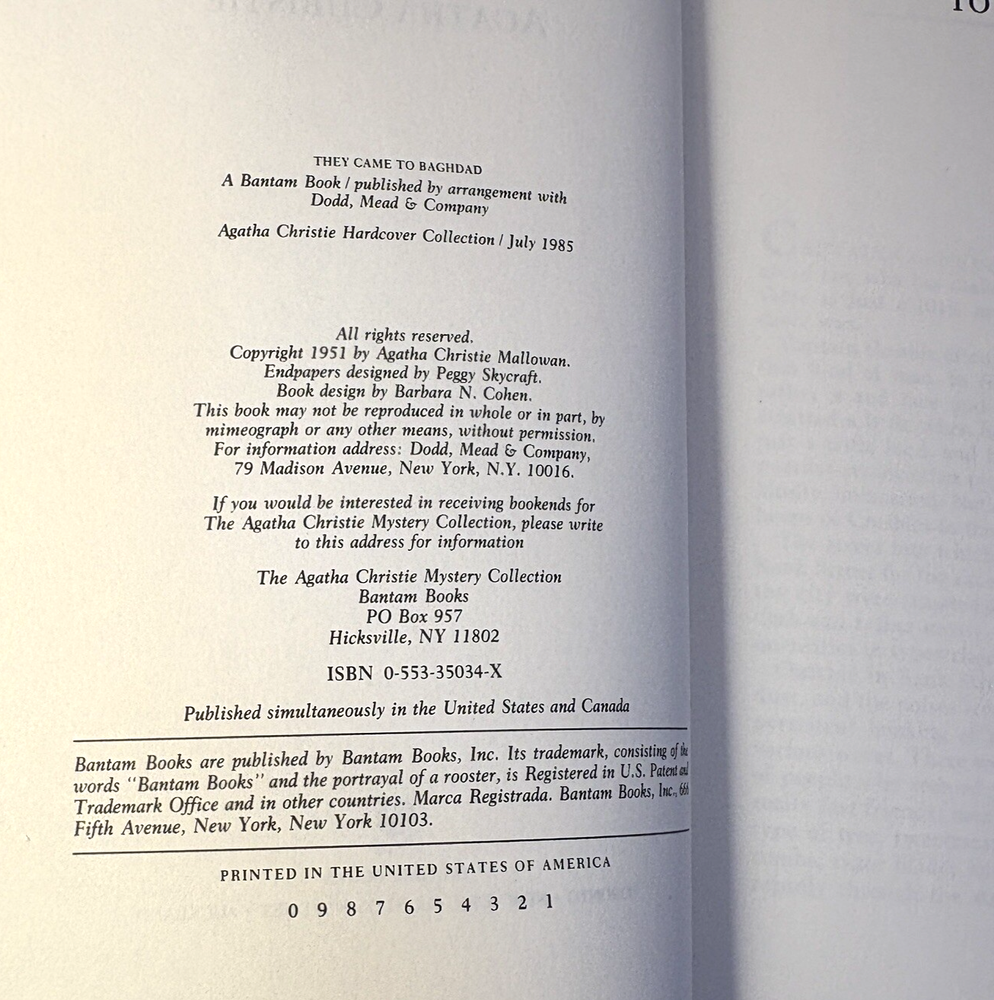 TO
THEY CAME TO BAGHDAD
A Bantam Book / published by arrangement with
Dodd, Mead & Company
Agatha Christie Hardcover Collection / July 1985
All rights reserved.
Copyright 1951 by Agatha Christie Mallowan.
Endpapers designed by Peggy Skycraft.
Book design by Barbara N. Cohen.
This book may not be reproduced in whole or in part, by
mimeograph or any other means, without permission.
For information address: Dodd, Mead & Company,
79 Madison Avenue, New York, N.Y. 10016.
If you would be interested in receiving bookends for
The Agatha Christie Mystery Collection, please write
to this address for information
The Agatha Christie Mystery Collection
Bantam Books
PO Box 957
Hicksville, NY 11802
ISBN 0-553-35034-X
Published simultaneously in the United States and Canada
Bantam Books are published by Bantam Books, Inc. Its trademark, consisting of the
words "Bantam Books" and the portrayal of a rooster, is Registered in U.S. Patent and
Trademark Office and in other countries. Marca Registrada. Bantam Books, Inc., 666
Fifth Avenue, New York, New York 10103.
PRINTED IN THE UNITED STATES OF AMERICA
0 9 8 7 6 5 4 3 2 1